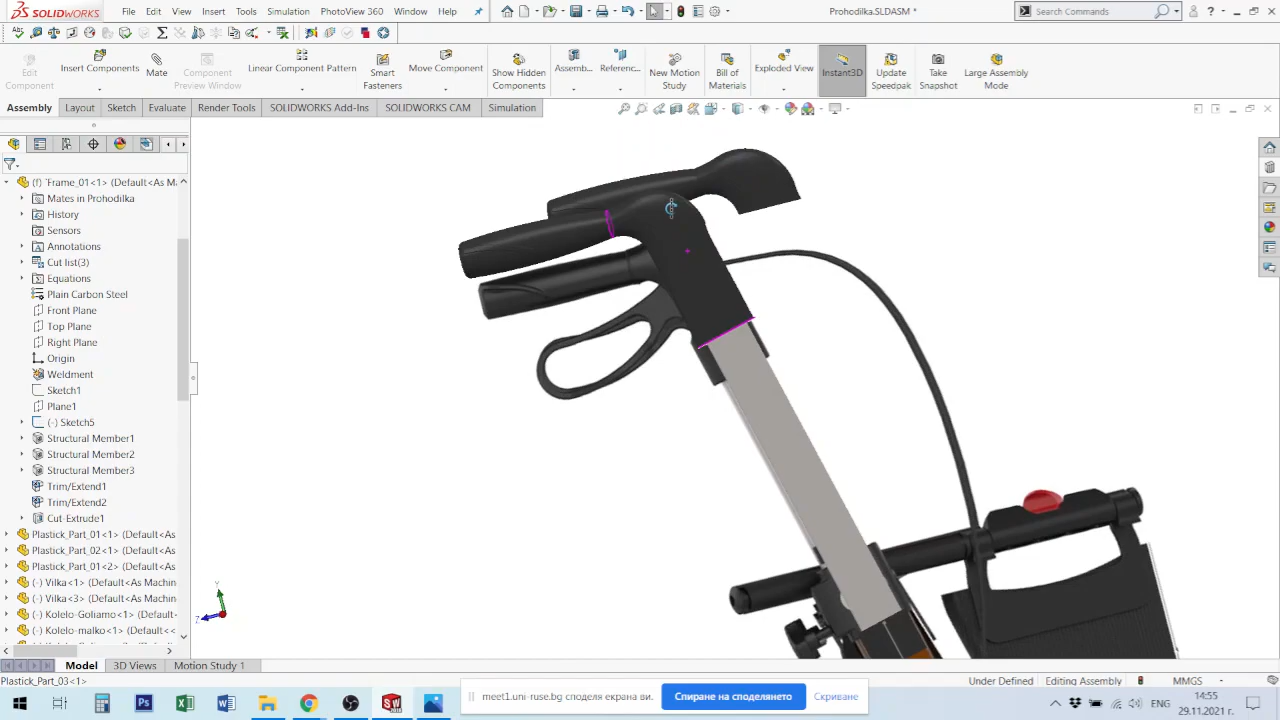 SOLIDWORKS File Edit View Insert Tools Simulation PhotoView 360 Window Help Prohodilka.SLDASM * Search Commands
Edit Component
Insert Components
Mate
Component Preview Window
Linear Component Pattern
Smart Fasteners
Move Component
Show Hidden Components
Assemb...
Referenc...
New Motion Study
Bill of Materials
Exploded View
Instant3D
Update Speedpak
Take Snapshot
Large Assembly Mode
Assembly Layout Sketch Evaluate Render Tools SOLIDWORKS Add-Ins SOLIDWORKS CAM Simulation
(f) Frame_01<1> (Default<As M
Mates in Prohodilka
History
Sensors
Annotations
Cut list(3)
Equations
Plain Carbon Steel
Front Plane
Top Plane
Right Plane
Origin
Weldment
Sketch1
Plane1
(-) Sketch5
Structural Member1
Structural Member2
Structural Member3
Trim/Extend1
Trim/Extend2
Cut-Extrude1
Plastick_Part_01<1> (Default<As
Plastick_Part_02<1> (Default<As
Plastick_Part_01<2> (Default<As
(-) Vilka<1> (Default<As Machin
(-) Vilka<3> (Default<As Machin
(-) Kolelo-Goliamo<1> (Default
(-) Kolelo-malko<1> (Default<<
Y
Z
Model 3D Views Motion Study 1
Plastick_Part_03<1>
Under Defined Editing Assembly MMGS
meet1.uni-ruse.bg споделя екрана ви. Спиране на споделянето Скриване
ENG
14:55
29.11.2021 г.